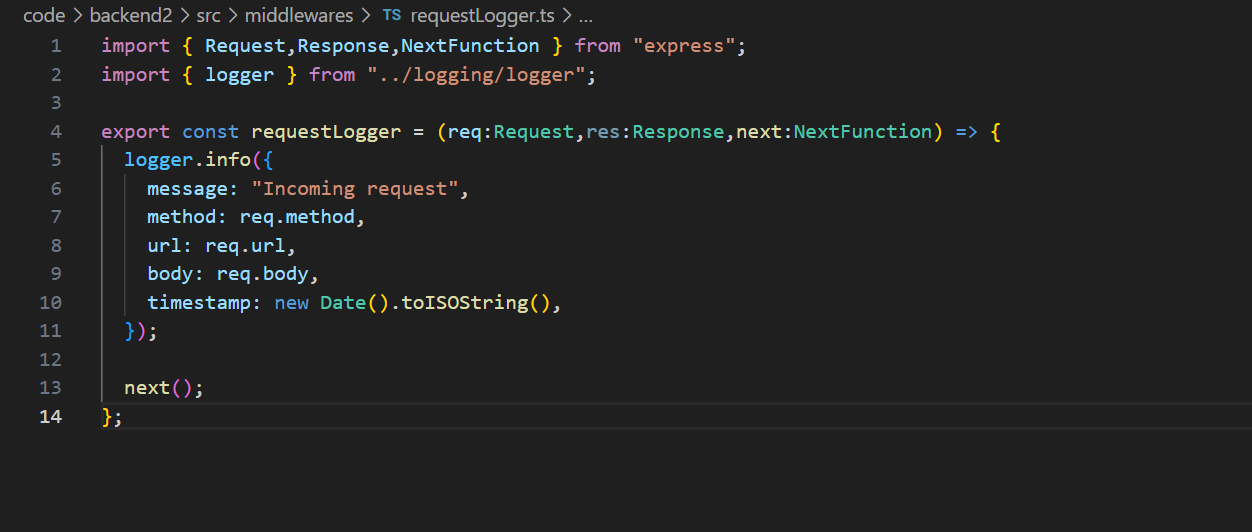 code > backend2 > src > middlewares > TS requestLogger.ts > ...
1 import { Request,Response,NextFunction } from "express";
2 import { logger } from "../logging/logger";
3
4 export const requestLogger = (req:Request,res:Response,next:NextFunction) => {
5   logger.info({
6     message: "Incoming request",
7     method: req.method,
8     url: req.url,
9     body: req.body,
10     timestamp: new Date().toISOString(),
11   });
12
13   next();
14 };